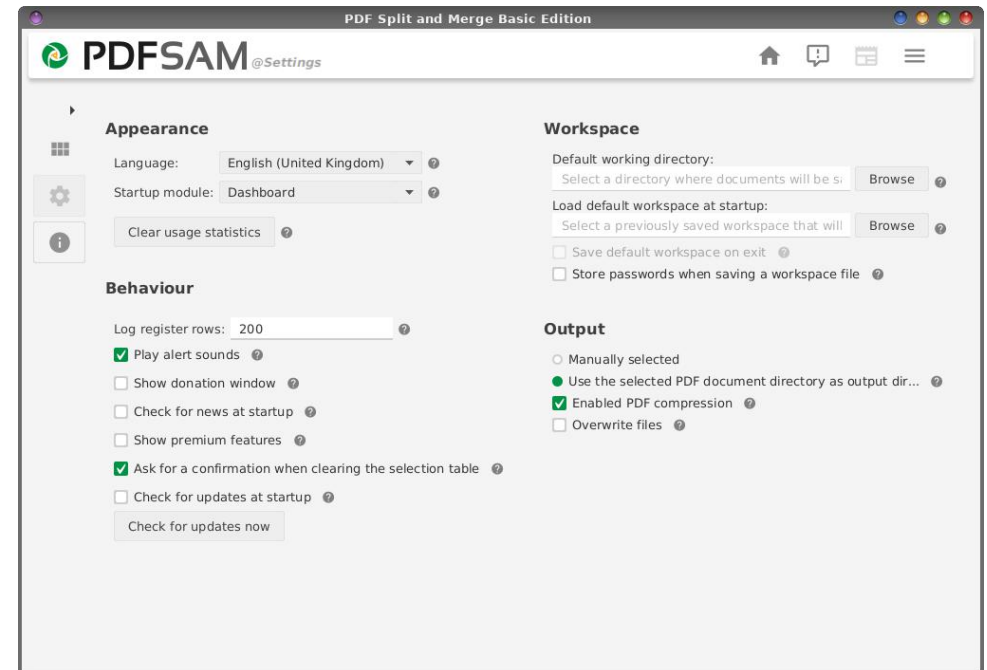 PDF Split and Merge Basic Edition
PDFSAM @Settings
Appearance
Language: English (United Kingdom)
Startup module: Dashboard
Clear usage statistics
Behaviour
Log register rows: 200
Play alert sounds
Show donation window
Check for news at startup
Show premium features
Ask for a confirmation when clearing the selection table
Check for updates at startup
Check for updates now
Workspace
Default working directory:
Select a directory where documents will be s Browse
Load default workspace at startup:
Select a previously saved workspace that will Browse
Save default workspace on exit
Store passwords when saving a workspace file
Output
Manually selected
Use the selected PDF document directory as output dir...
Enabled PDF compression
Overwrite files